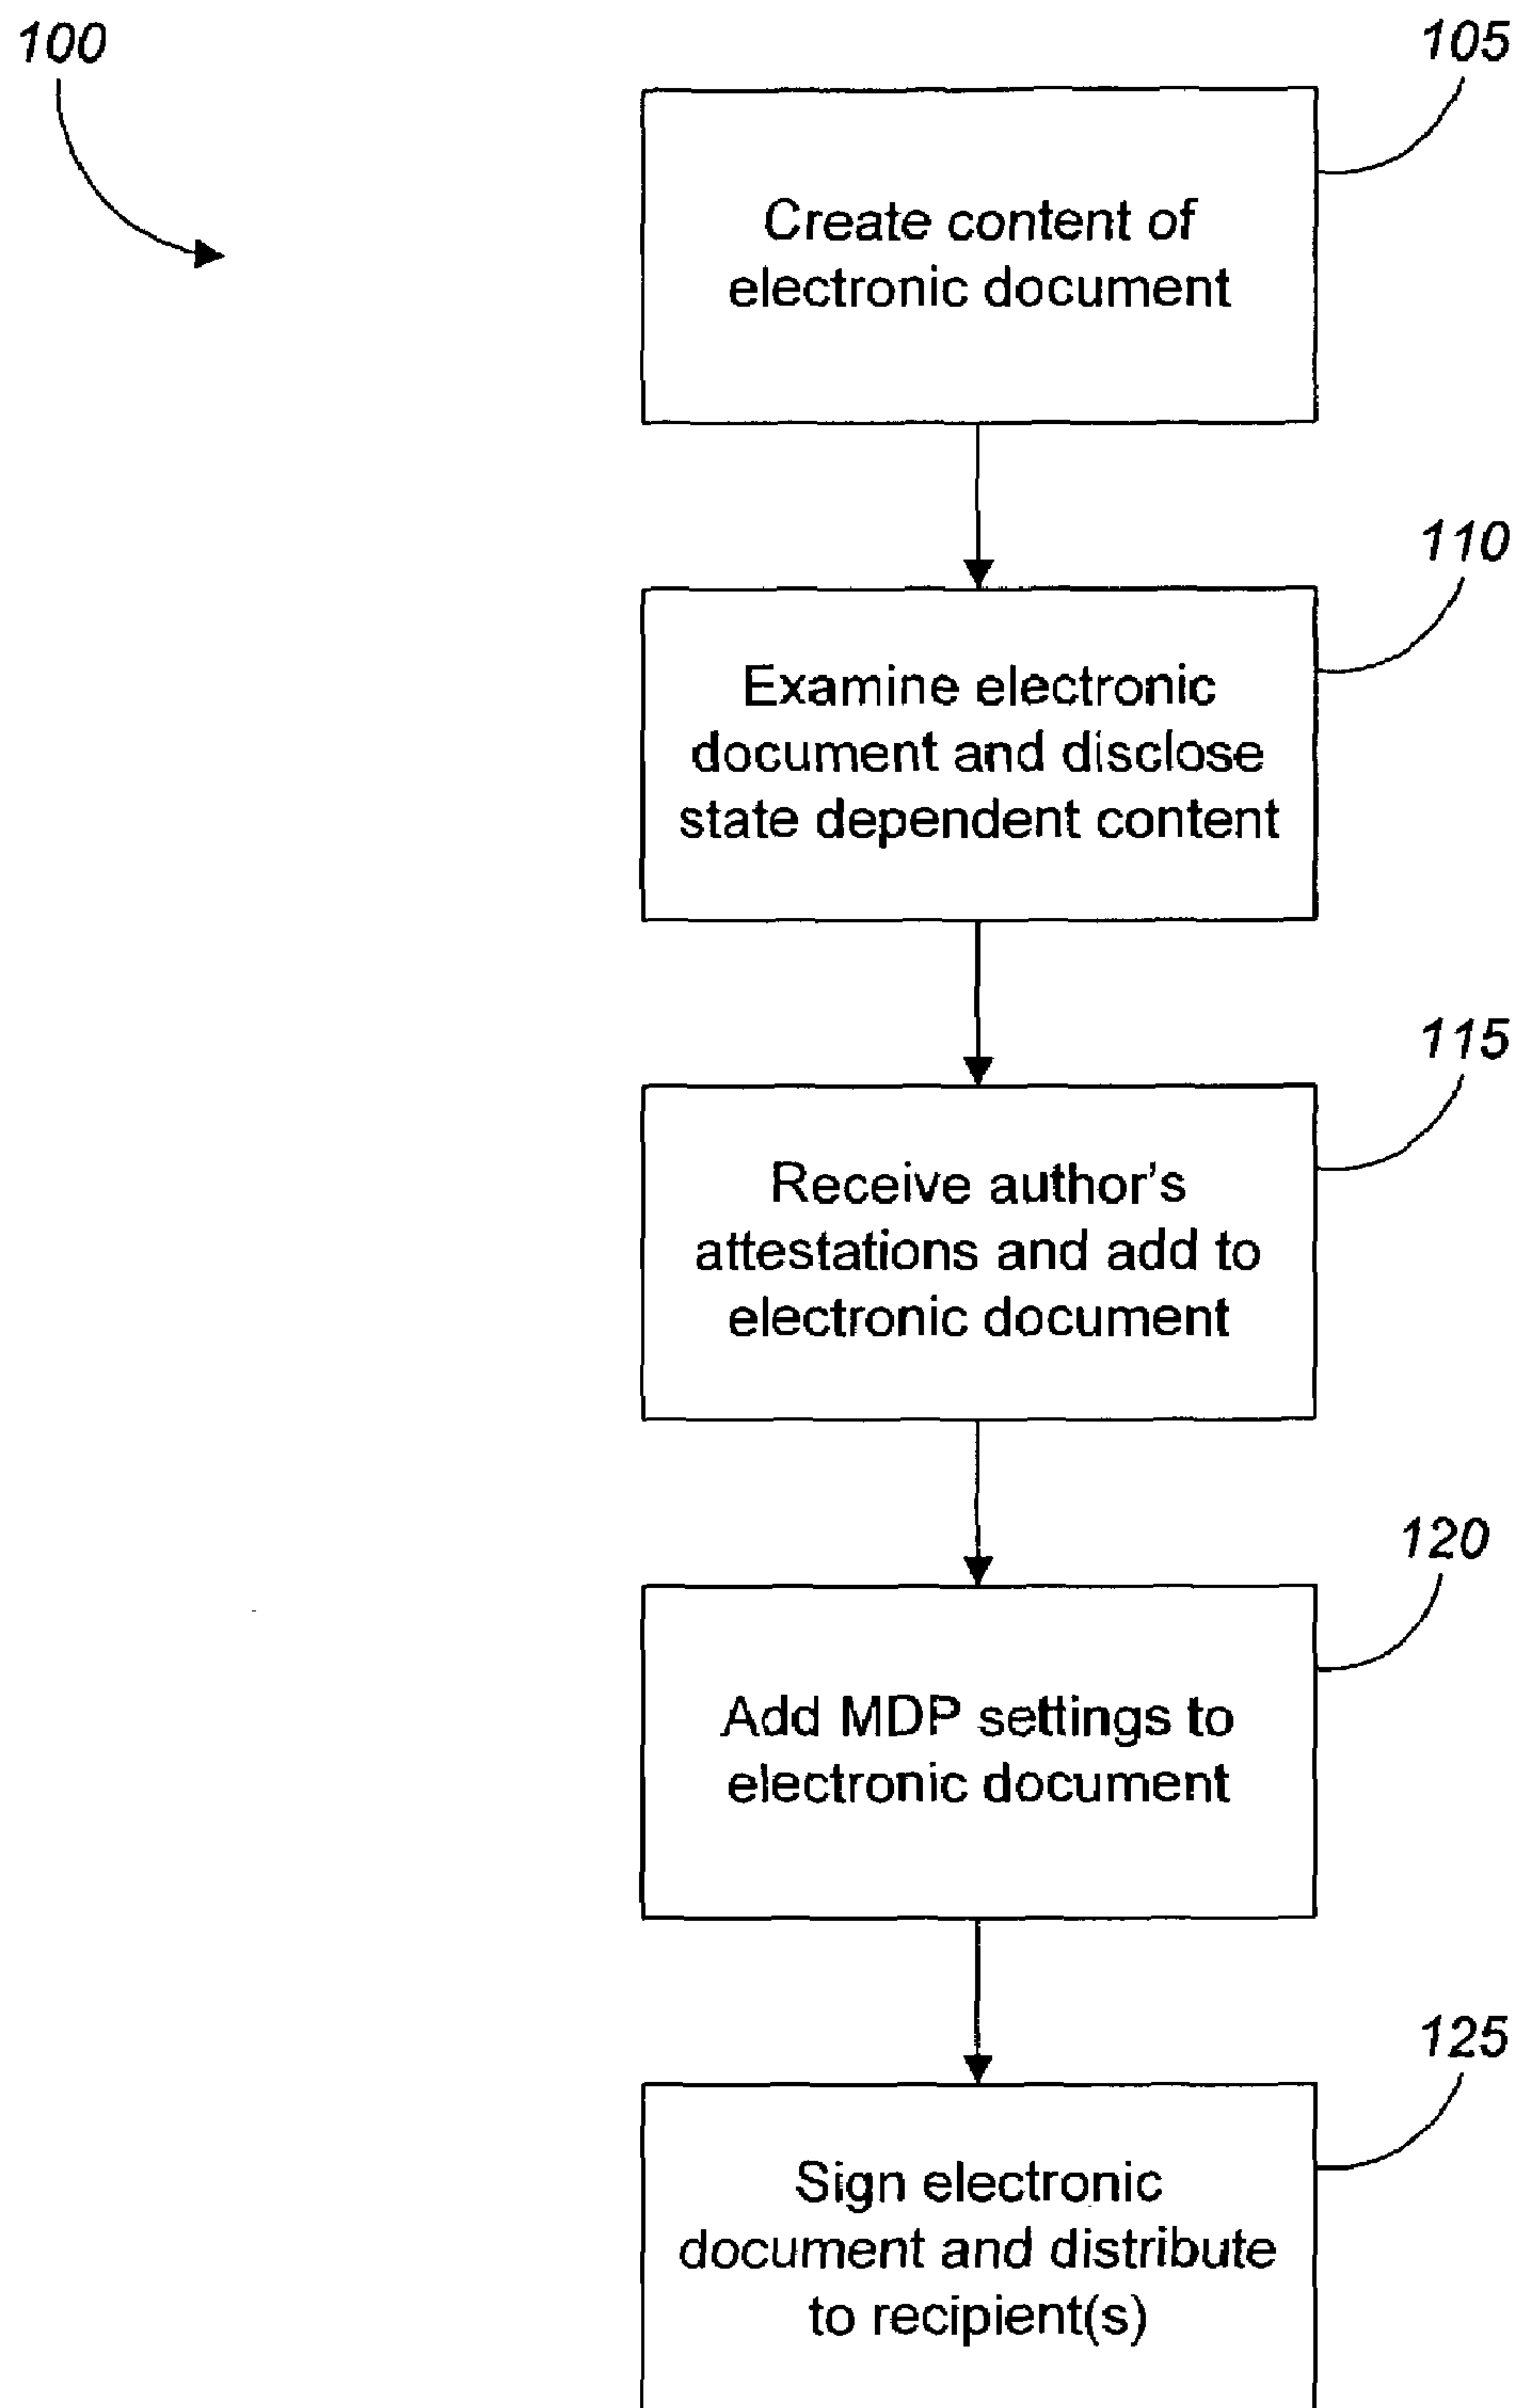 100
105
Create content of
electronic document
110
Examine electronic
document and disclose
state dependent content
115
Receive author's
attestations and add to
electronic document
120
Add MDP settings to
electronic document
125
Sign electronic
document and distribute
to recipient(s)